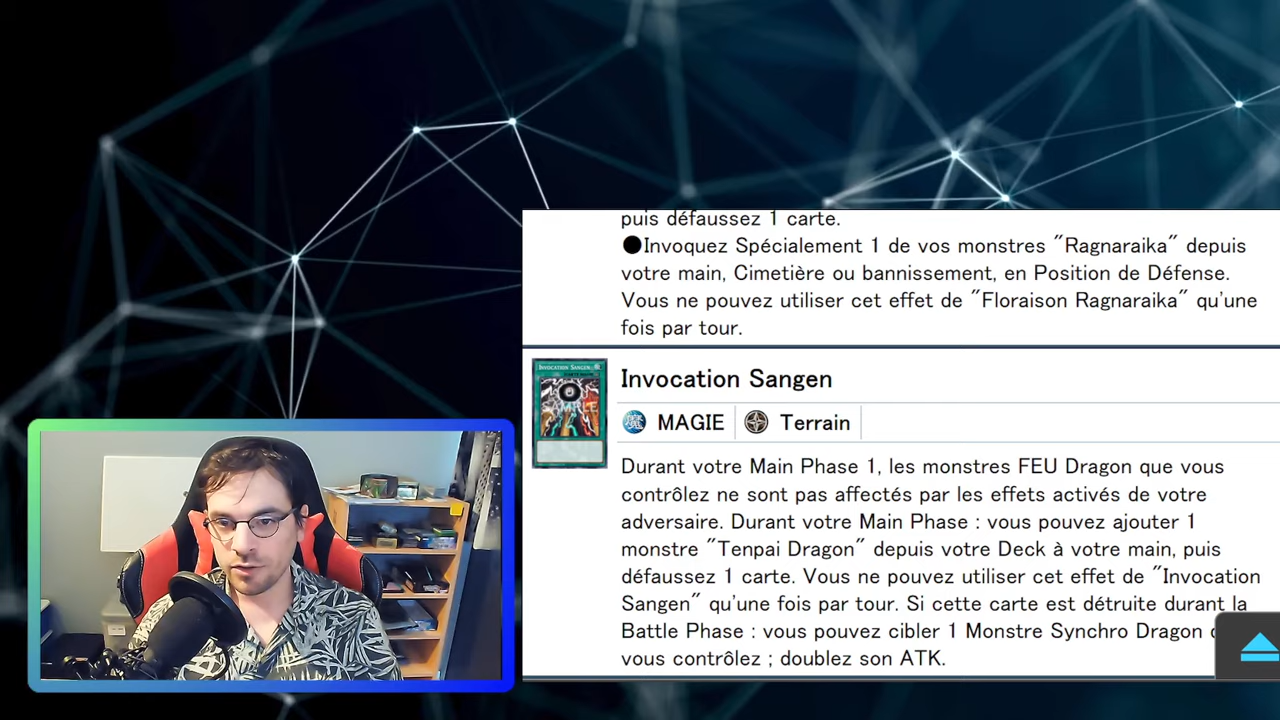 puis défaussez 1 carte.
●Invoquez Spécialement 1 de vos monstres "Ragnaraika" depuis
votre main, Cimetière ou bannissement, en Position de Défense.
Vous ne pouvez utiliser cet effet de "Floraison Ragnaraika" qu'une
fois par tour.
INVOCATION SANGEN
SAMPLE
Invocation Sangen
魔 MAGIE
Terrain
Durant votre Main Phase 1, les monstres FEU Dragon que vous
contrôlez ne sont pas affectés par les effets activés de votre
adversaire. Durant votre Main Phase : vous pouvez ajouter 1
monstre "Tenpai Dragon" depuis votre Deck à votre main, puis
défaussez 1 carte. Vous ne pouvez utiliser cet effet de "Invocation
Sangen" qu'une fois par tour. Si cette carte est détruite durant la
Battle Phase : vous pouvez cibler 1 Monstre Synchro Dragon
vous contrôlez ; doublez son ATK.